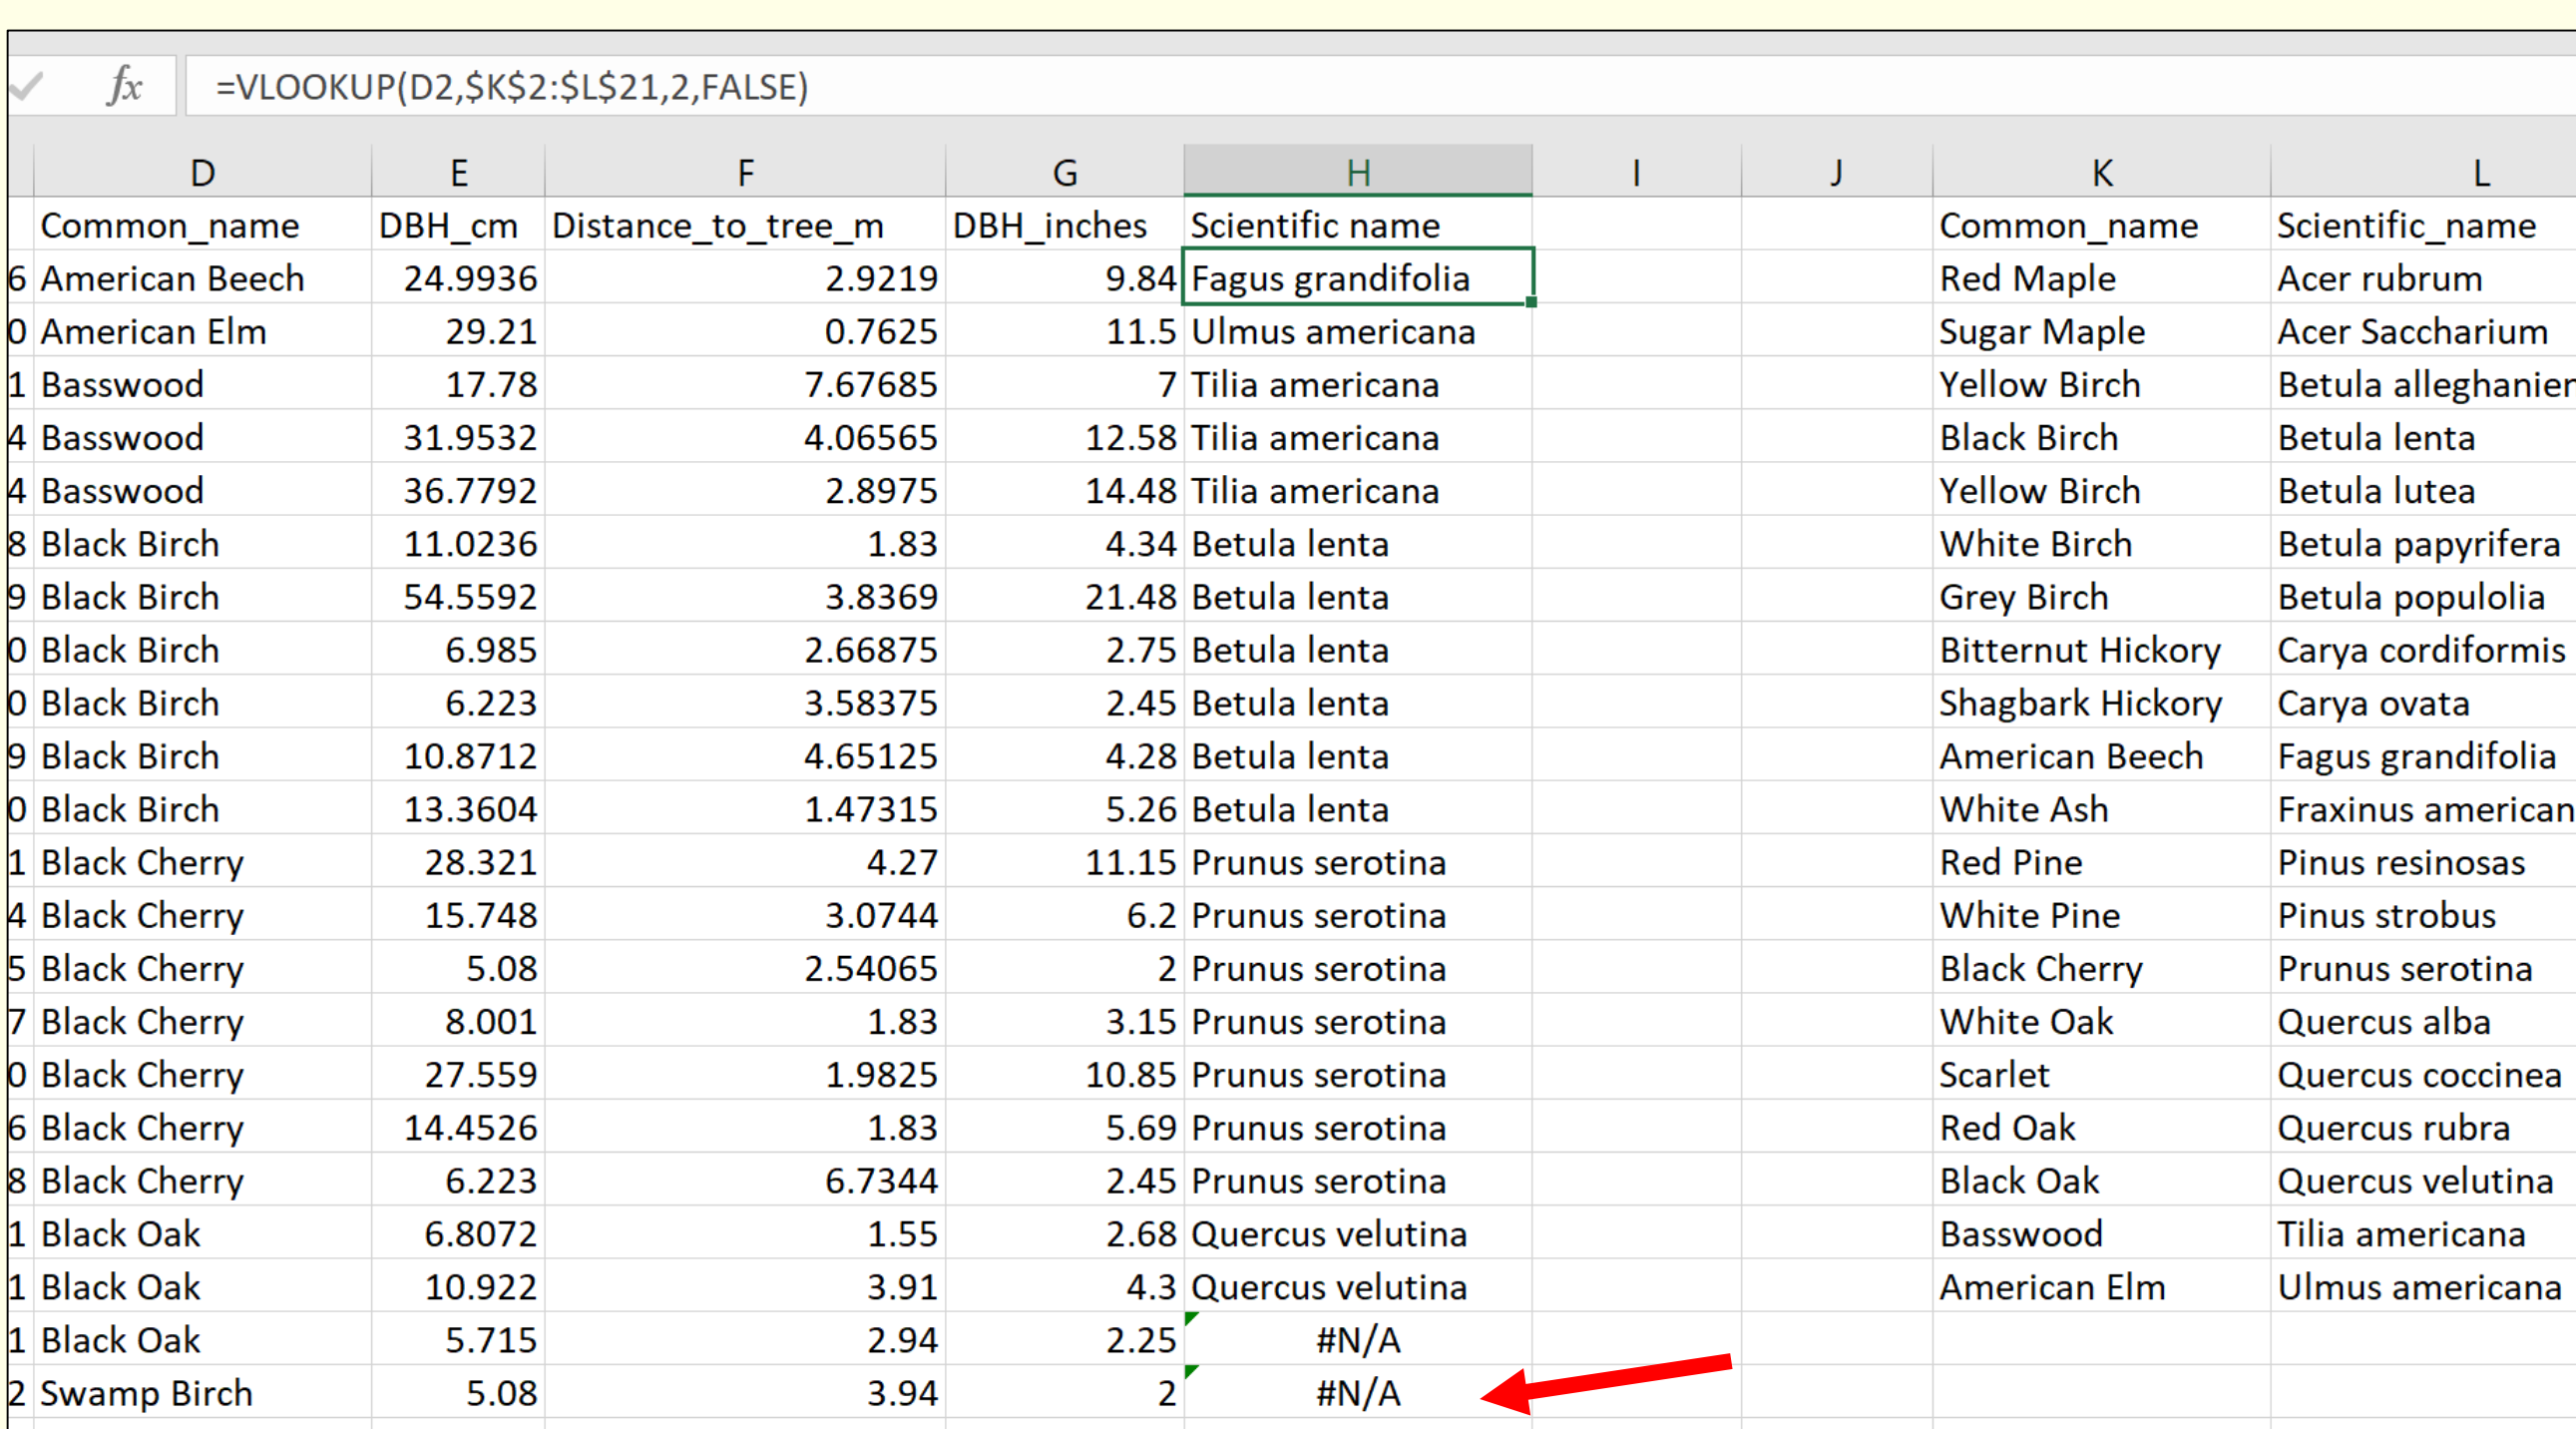 fx =VLOOKUP(D2,$K$2:$L$21,2,FALSE)
D E F G H I J K L
Common_name DBH_cm Distance_to_tree_m DBH_inches Scientific name Common_name Scientific_name
6 American Beech 24.9936 2.9219 9.84 Fagus grandifolia Red Maple Acer rubrum
0 American Elm 29.21 0.7625 11.5 Ulmus americana Sugar Maple Acer Saccharium
1 Basswood 17.78 7.67685 7 Tilia americana Yellow Birch Betula alleghanien
4 Basswood 31.9532 4.06565 12.58 Tilia americana Black Birch Betula lenta
4 Basswood 36.7792 2.8975 14.48 Tilia americana Yellow Birch Betula lutea
8 Black Birch 11.0236 1.83 4.34 Betula lenta White Birch Betula papyrifera
9 Black Birch 54.5592 3.8369 21.48 Betula lenta Grey Birch Betula populolia
0 Black Birch 6.985 2.66875 2.75 Betula lenta Bitternut Hickory Carya cordiformis
0 Black Birch 6.223 3.58375 2.45 Betula lenta Shagbark Hickory Carya ovata
9 Black Birch 10.8712 4.65125 4.28 Betula lenta American Beech Fagus grandifolia
0 Black Birch 13.3604 1.47315 5.26 Betula lenta White Ash Fraxinus american
1 Black Cherry 28.321 4.27 11.15 Prunus serotina Red Pine Pinus resinosas
4 Black Cherry 15.748 3.0744 6.2 Prunus serotina White Pine Pinus strobus
5 Black Cherry 5.08 2.54065 2 Prunus serotina Black Cherry Prunus serotina
7 Black Cherry 8.001 1.83 3.15 Prunus serotina White Oak Quercus alba
0 Black Cherry 27.559 1.9825 10.85 Prunus serotina Scarlet Quercus coccinea
6 Black Cherry 14.4526 1.83 5.69 Prunus serotina Red Oak Quercus rubra
8 Black Cherry 6.223 6.7344 2.45 Prunus serotina Black Oak Quercus velutina
1 Black Oak 6.8072 1.55 2.68 Quercus velutina Basswood Tilia americana
1 Black Oak 10.922 3.91 4.3 Quercus velutina American Elm Ulmus americana
1 Black Oak 5.715 2.94 2.25 #N/A
2 Swamp Birch 5.08 3.94 2 #N/A